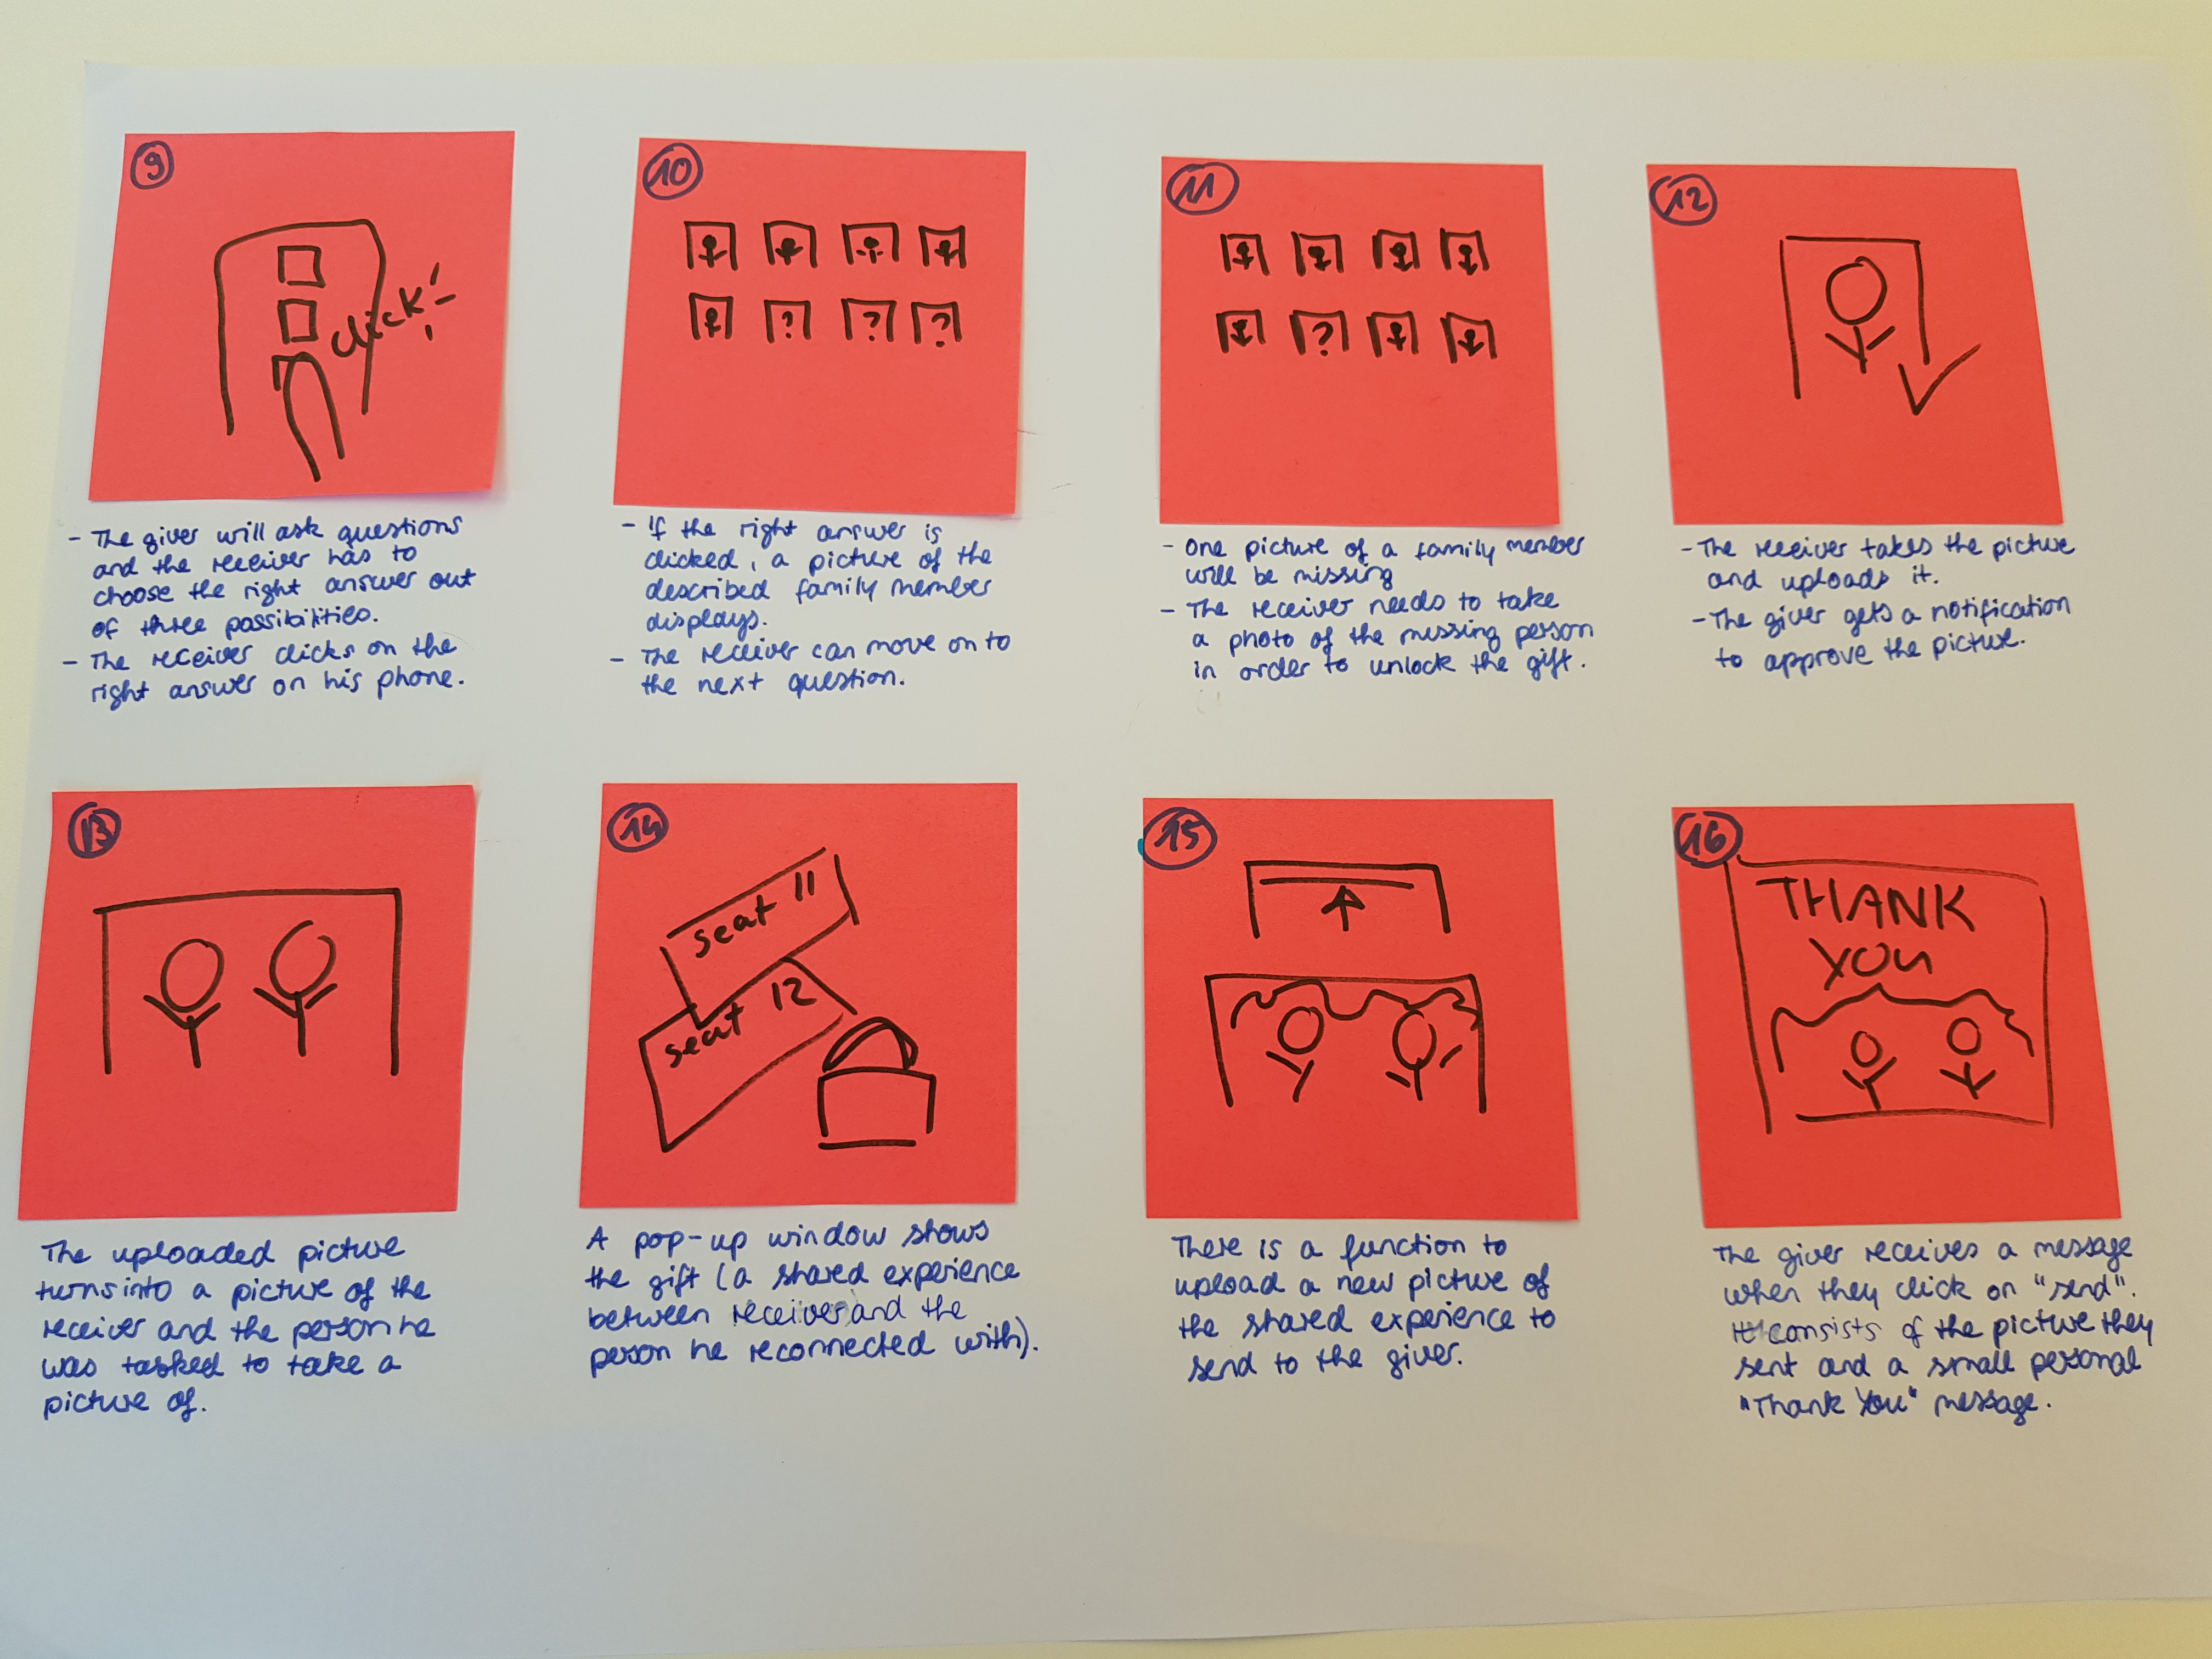 9
click
- The giver will ask questions
and the receiver has to
choose the right answer out
of three possibilities.
- The receiver clicks on the
right answer on his phone.
10
? ? ?
- If the right answer is
clicked, a picture of the
described family members
displays.
- The receiver can move on to
the next question.
11
?
- One picture of a family member
will be missing
- The receiver needs to take
a photo of the missing person
in order to unlock the gift.
12
- The receiver takes the picture
and uploads it.
- The giver gets a notification
to approve the picture.
13
The uploaded picture
turns into a picture of the
receiver and the person he
was tasked to take a
picture of.
14
seat 11
seat 12
A pop-up window shows
the gift (a shared experience
between receiver and the
person he reconnected with).
15
There is a function to
upload a new picture of
the shared experience to
send to the giver.
16
THANK
YOU
The giver receives a message
when they click on "send".
It consists of the picture they
sent and a small personal
"Thank You" message.